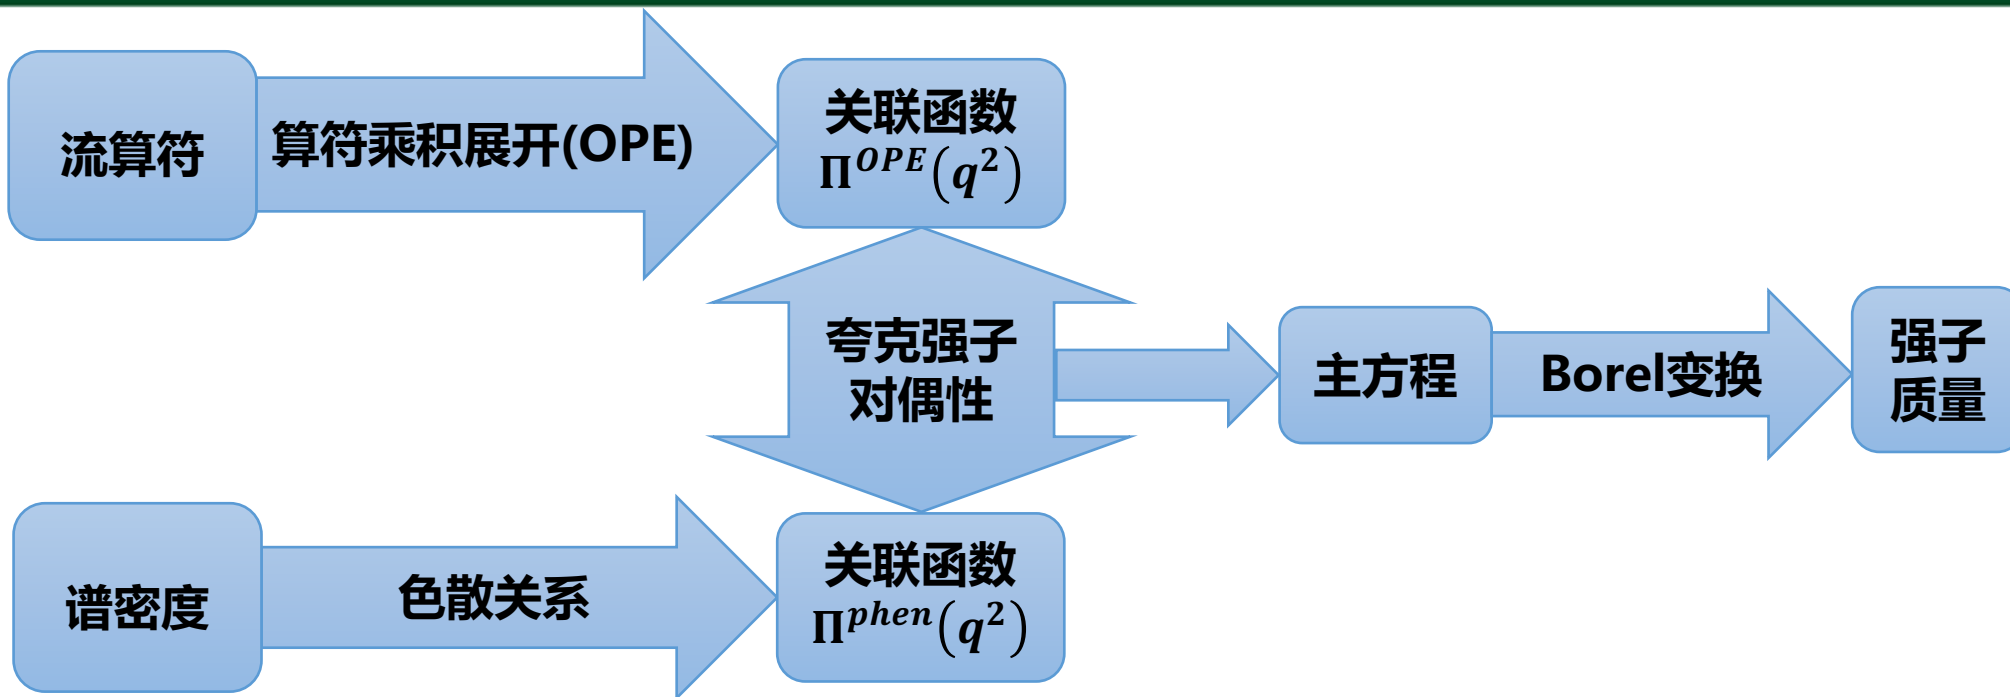 流算符
算符乘积展开(OPE)
关联函数
Π^{OPE}(q^2)
夸克强子
对偶性
主方程
Borel变换
强子
质量
谱密度
色散关系
关联函数
Π^{phen}(q^2)